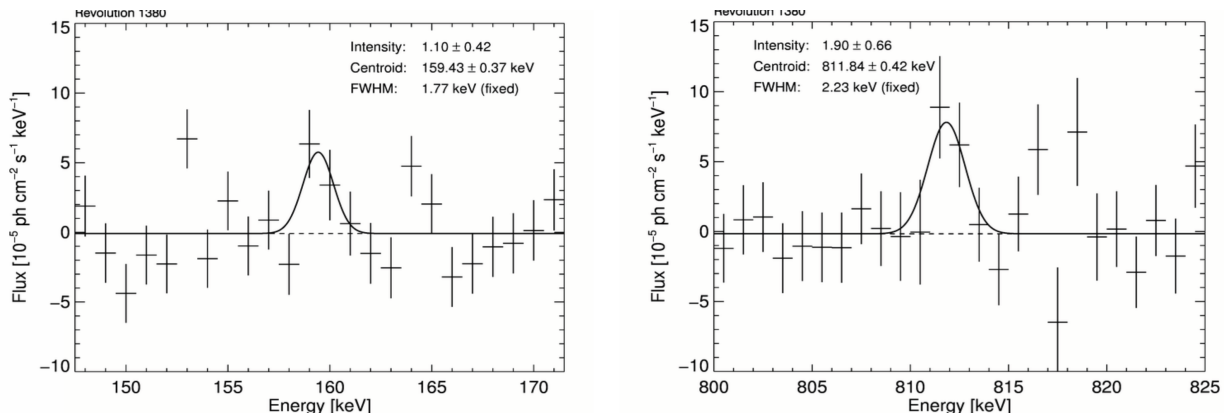 Revolution 1380
Intensity: 1.10 ± 0.42
Centroid: 159.43 ± 0.37 keV
FWHM: 1.77 keV (fixed)
Flux [10⁻⁵ ph cm⁻² s⁻¹ keV⁻¹]
15
10
5
0
−5
−10
150 155 160 165 170
Energy [keV]
Revolution 1380
Intensity: 1.90 ± 0.66
Centroid: 811.84 ± 0.42 keV
FWHM: 2.23 keV (fixed)
Flux [10⁻⁵ ph cm⁻² s⁻¹ keV⁻¹]
15
10
5
0
−5
−10
800 805 810 815 820 825
Energy [keV]